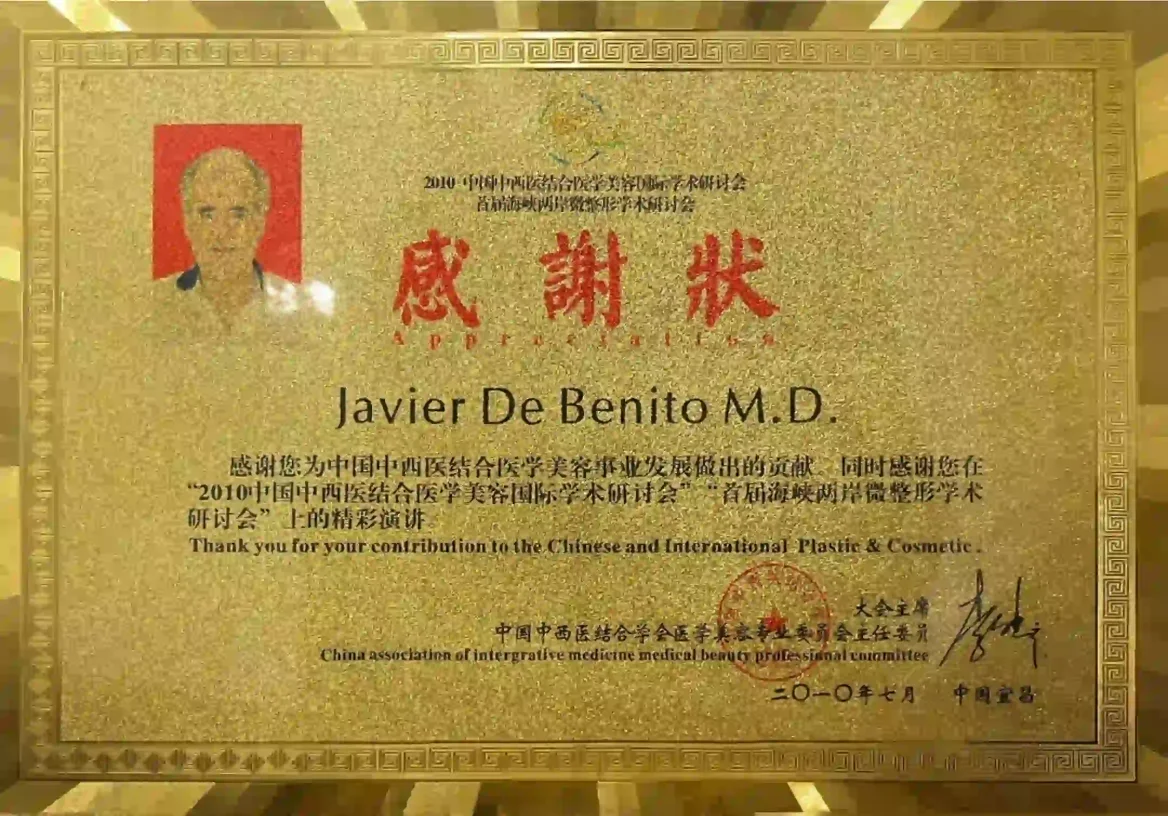 2010 中国中西医结合医学美容国际学术研讨会
首届海峡两岸微整形学术研讨会
感謝狀
Appreciation
Javier De Benito M.D.
感谢您为中国中西医结合医学美容事业发展做出的贡献 同时感谢您在
“2010中国中西医结合医学美容国际学术研讨会”“首届海峡两岸微整形学术
研讨会”上的精彩演讲
Thank you for your contribution to the Chinese and International Plastic & Cosmetic .
大会主席
中国中西医结合学会医学美容专业委员会主任委员
China association of intergrative medicine medical beauty professinal committee
二〇一〇年七月 中国宜昌